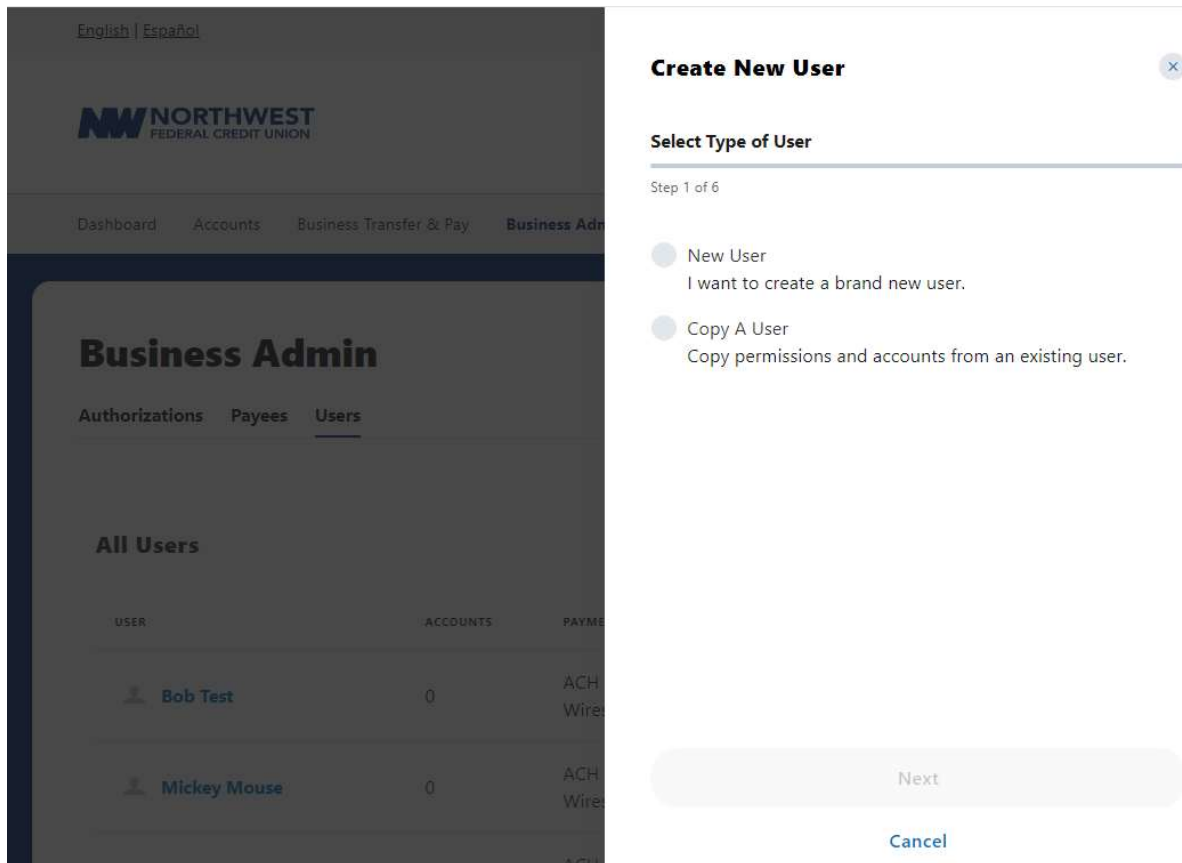 English | Español
NORTHWEST
FEDERAL CREDIT UNION
Dashboard Accounts Business Transfer & Pay Business Adm
Business Admin
Authorizations Payees Users
All Users
USER ACCOUNTS PAYME
Bob Test 0 ACH
Wires
Mickey Mouse 0 ACH
Wires
ACH
Create New User
Select Type of User
Step 1 of 6
New User
I want to create a brand new user.
Copy A User
Copy permissions and accounts from an existing user.
Next
Cancel